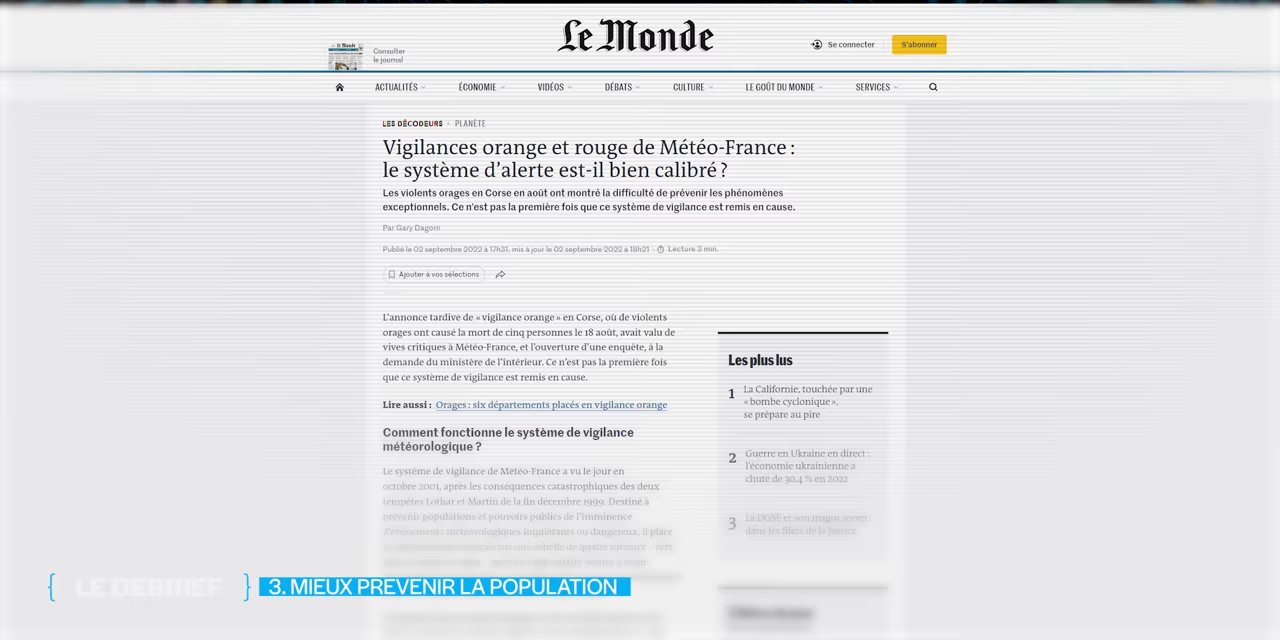 Le Monde
Consulter
le journal
Se connecter
S'abonner
ACTUALITÉS
ÉCONOMIE
VIDÉOS
DÉBATS
CULTURE
LE GOÛT DU MONDE
SERVICES
LES DÉCODEURS • PLANÈTE
Vigilances orange et rouge de Météo-France :
le système d’alerte est-il bien calibré ?
Les violents orages en Corse en août ont montré la difficulté de prévenir les phénomènes
exceptionnels. Ce n’est pas la première fois que ce système de vigilance est remis en cause.
Par Gary Dagorn
Publié le 02 septembre 2022 à 17h31, mis à jour le 02 septembre 2022 à 18h21 · Lecture 3 min.
Ajouter à vos sélections
L’annonce tardive de « vigilance orange » en Corse, où de violents
orages ont causé la mort de cinq personnes le 18 août, avait valu de
vives critiques à Météo-France, et l’ouverture d’une enquête, à la
demande du ministère de l’intérieur. Ce n’est pas la première fois
que ce système de vigilance est remis en cause.
Lire aussi : Orages : six départements placés en vigilance orange
Comment fonctionne le système de vigilance
météorologique ?
Le système de vigilance de Météo-France a vu le jour en
octobre 2001, après les conséquences catastrophiques des deux
tempêtes Lothar et Martin de la fin décembre 1999. Destiné à
prévenir populations et pouvoirs publics de l’imminence
d’événements météorologiques inquiétants ou dangereux, il place
Les plus lus
1 La Californie, touchée par une
« bombe cyclonique »,
se prépare au pire
2 Guerre en Ukraine en direct :
l’économie ukrainienne a
chuté de 30,4 % en 2022
3 La DGSE et son magot secret
dans les filets de la justice
LE DEBRIEF
3. MIEUX PREVENIR LA POPULATION